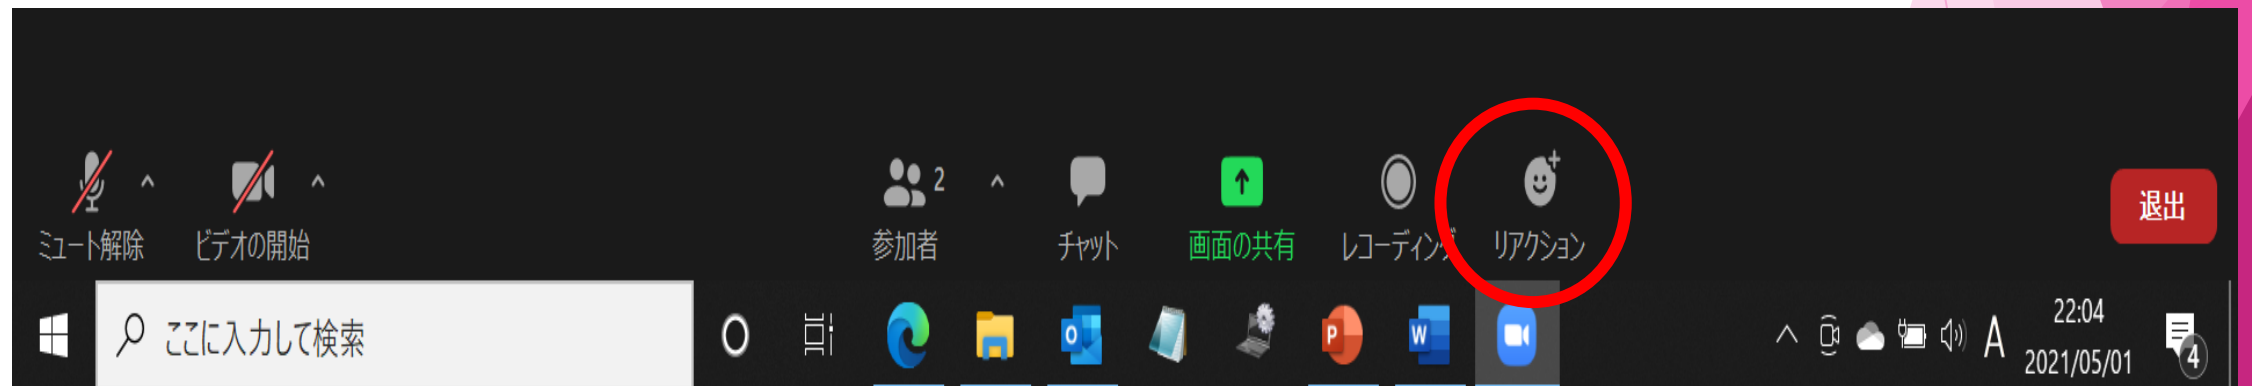 2
ミュート解除 ビデオの開始 参加者 チャット 画面の共有 レコーディング リアクション 退出
ここに入力して検索 A 22:04
2021/05/01 4